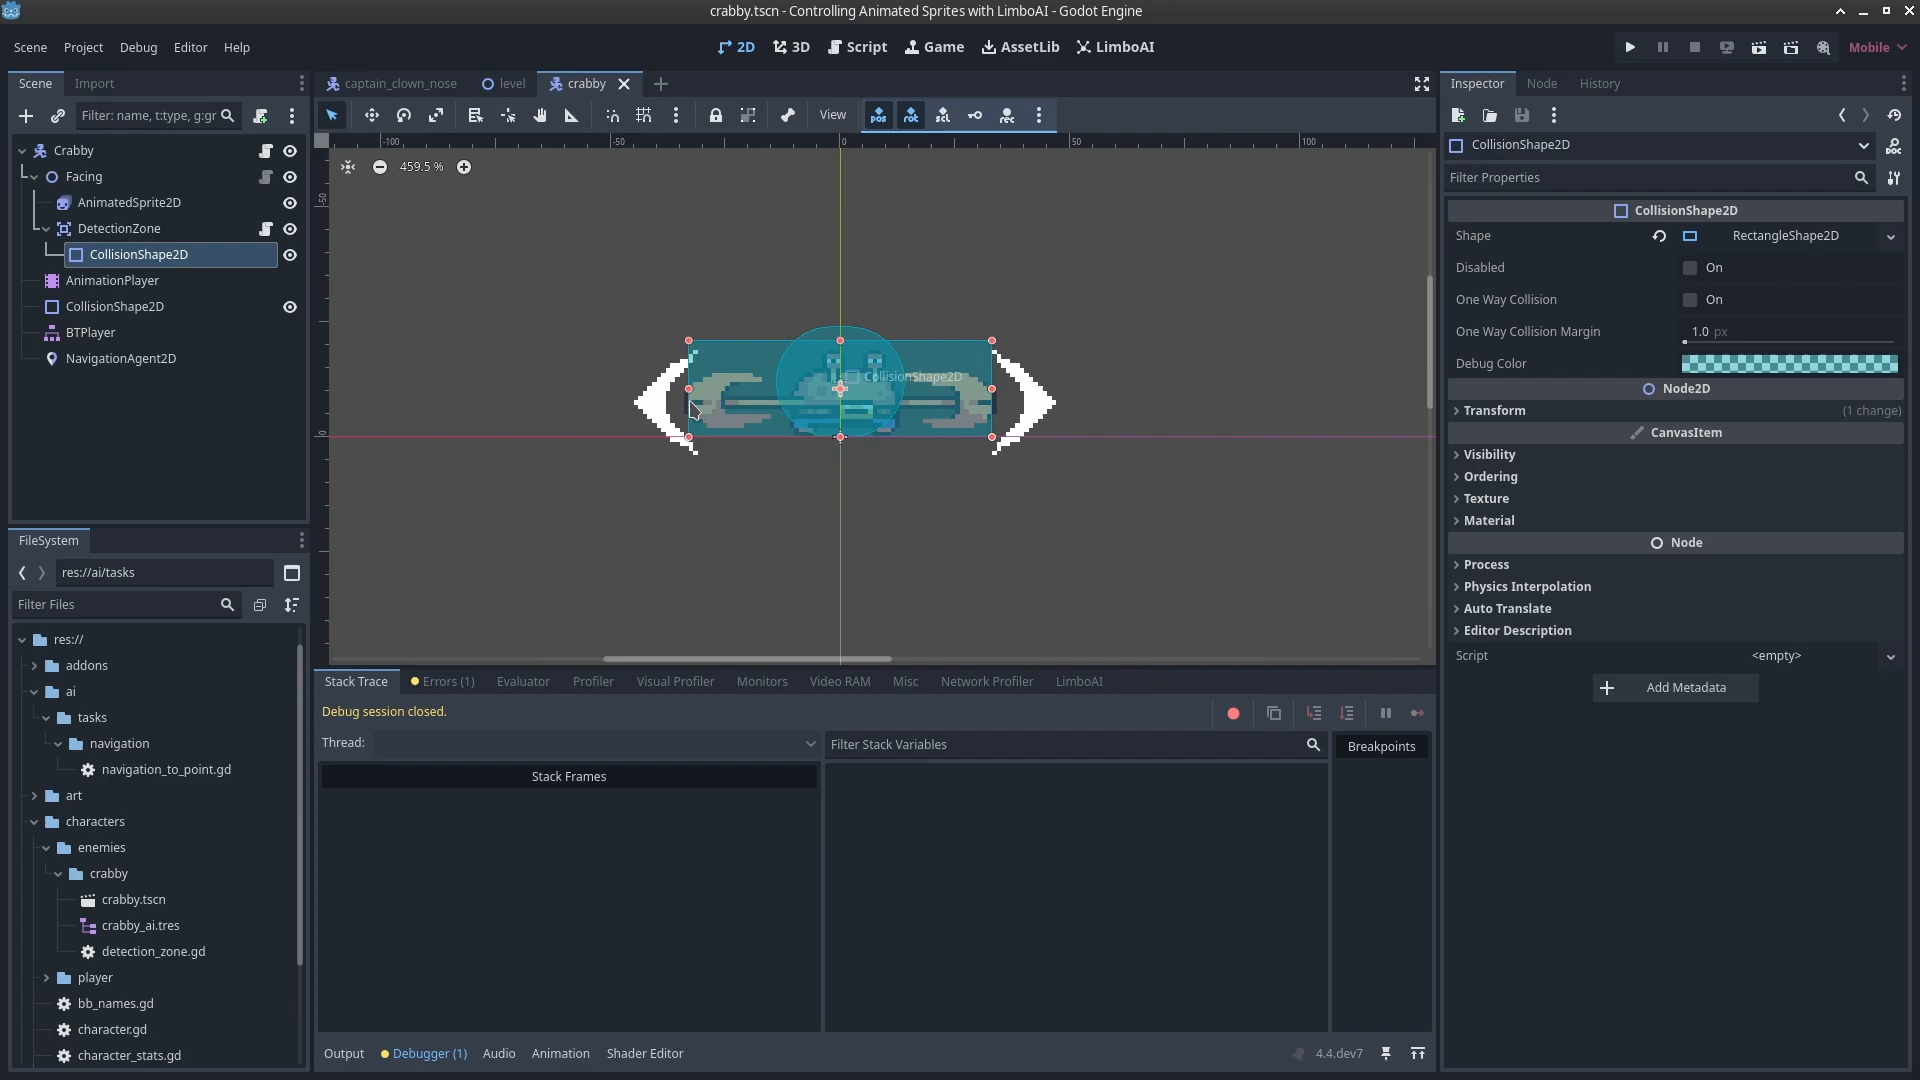 crabby.tscn - Controlling Animated Sprites with LimboAI - Godot Engine
Scene Project Debug Editor Help
2D 3D Script Game AssetLib LimboAI
Mobile
Scene Import
captain_clown_nose level crabby
Inspector Node History
Filter: name, t:type, g:gr
View
-100 -50 0 50 100
-50
0
459.5 %
Crabby
Facing
AnimatedSprite2D
DetectionZone
CollisionShape2D
AnimationPlayer
CollisionShape2D
BTPlayer
NavigationAgent2D
CollisionShape2D
FileSystem
res://ai/tasks
Filter Files
res://
addons
ai
tasks
navigation
navigation_to_point.gd
art
characters
enemies
crabby
crabby.tscn
crabby_ai.tres
detection_zone.gd
player
bb_names.gd
character.gd
character_stats.gd
Stack Trace Errors (1) Evaluator Profiler Visual Profiler Monitors Video RAM Misc Network Profiler LimboAI
Debug session closed.
Thread:
Filter Stack Variables
Breakpoints
Stack Frames
Output Debugger (1) Audio Animation Shader Editor
4.4.dev7
CollisionShape2D
DOC
Filter Properties
CollisionShape2D
Shape RectangleShape2D
Disabled On
One Way Collision On
One Way Collision Margin 1.0 px
Debug Color
Node2D
Transform (1 change)
CanvasItem
Visibility
Ordering
Texture
Material
Node
Process
Physics Interpolation
Auto Translate
Editor Description
Script <empty>
Add Metadata